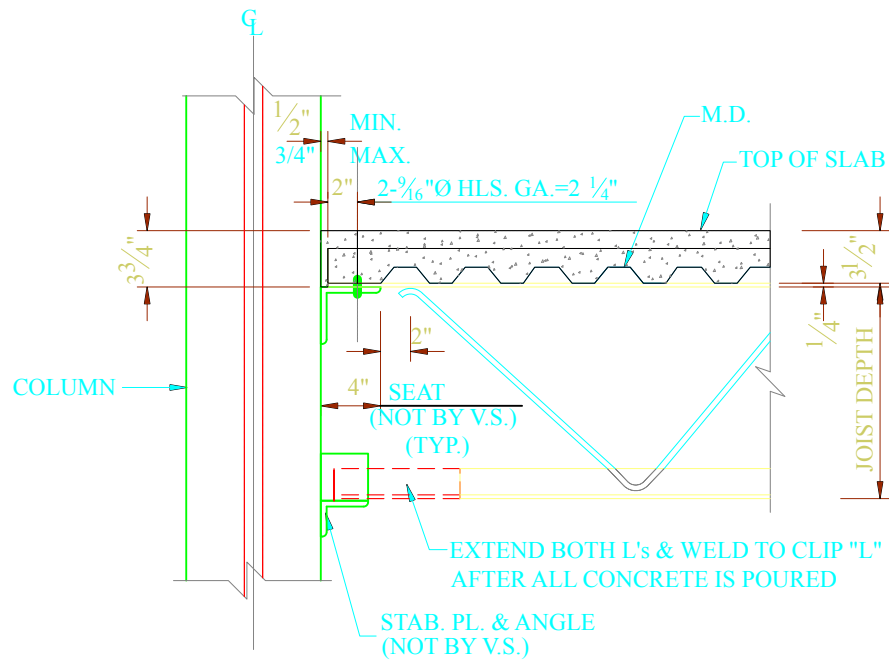 ℄
1/2" MIN.
3/4" MAX.
2" 2-9/16"Ø HLS. GA.=2 1/4"
M.D.
TOP OF SLAB
3 3/4"
3 1/2"
1/4"
2"
4"
SEAT
(NOT BY V.S.)
(TYP.)
COLUMN
JOIST DEPTH
EXTEND BOTH L's & WELD TO CLIP "L"
AFTER ALL CONCRETE IS POURED
STAB. PL. & ANGLE
(NOT BY V.S.)